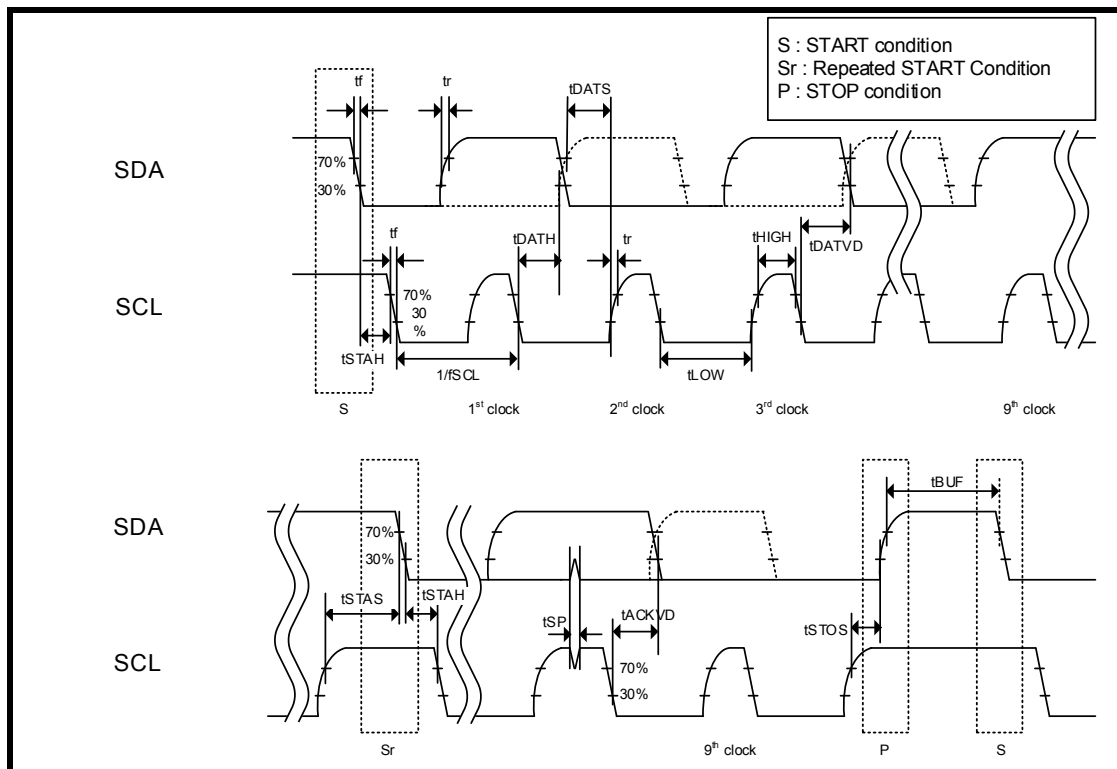 S : START condition
Sr : Repeated START Condition
P : STOP condition
tf
tr
tDATS
SDA
70%
30%
tf
tDATH
tr
tHIGH
tDATVD
SCL
70%
30
%
tSTAH
1/fSCL
tLOW
S
1st clock
2nd clock
3rd clock
9th clock
tBUF
SDA
70%
30%
tSTAS
tSTAH
tSP
tACKVD
tSTOS
SCL
70%
30%
Sr
9th clock
P
S